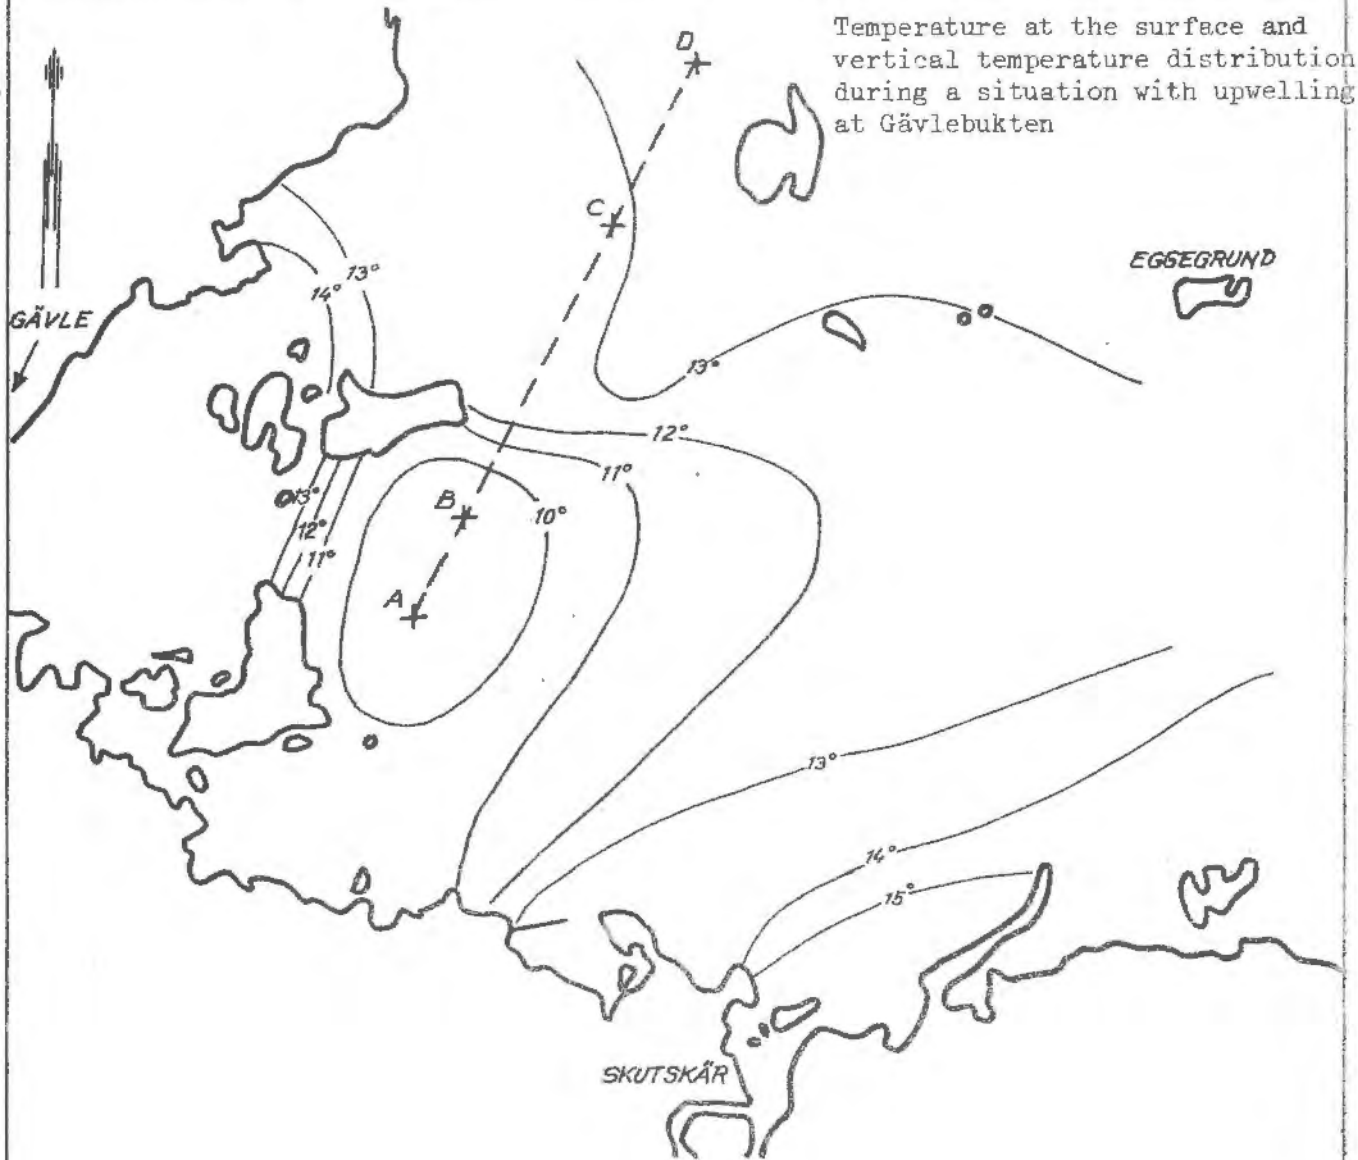 Temperature at the surface and
vertical temperature distribution
during a situation with upwelling
at Gävlebukten
D
C
EGGEGRUND
13°
14°
GÄVLE
13°
12°
11°
13°
12°
11°
B
10°
A
13°
14°
15°
SKUTSKÄR